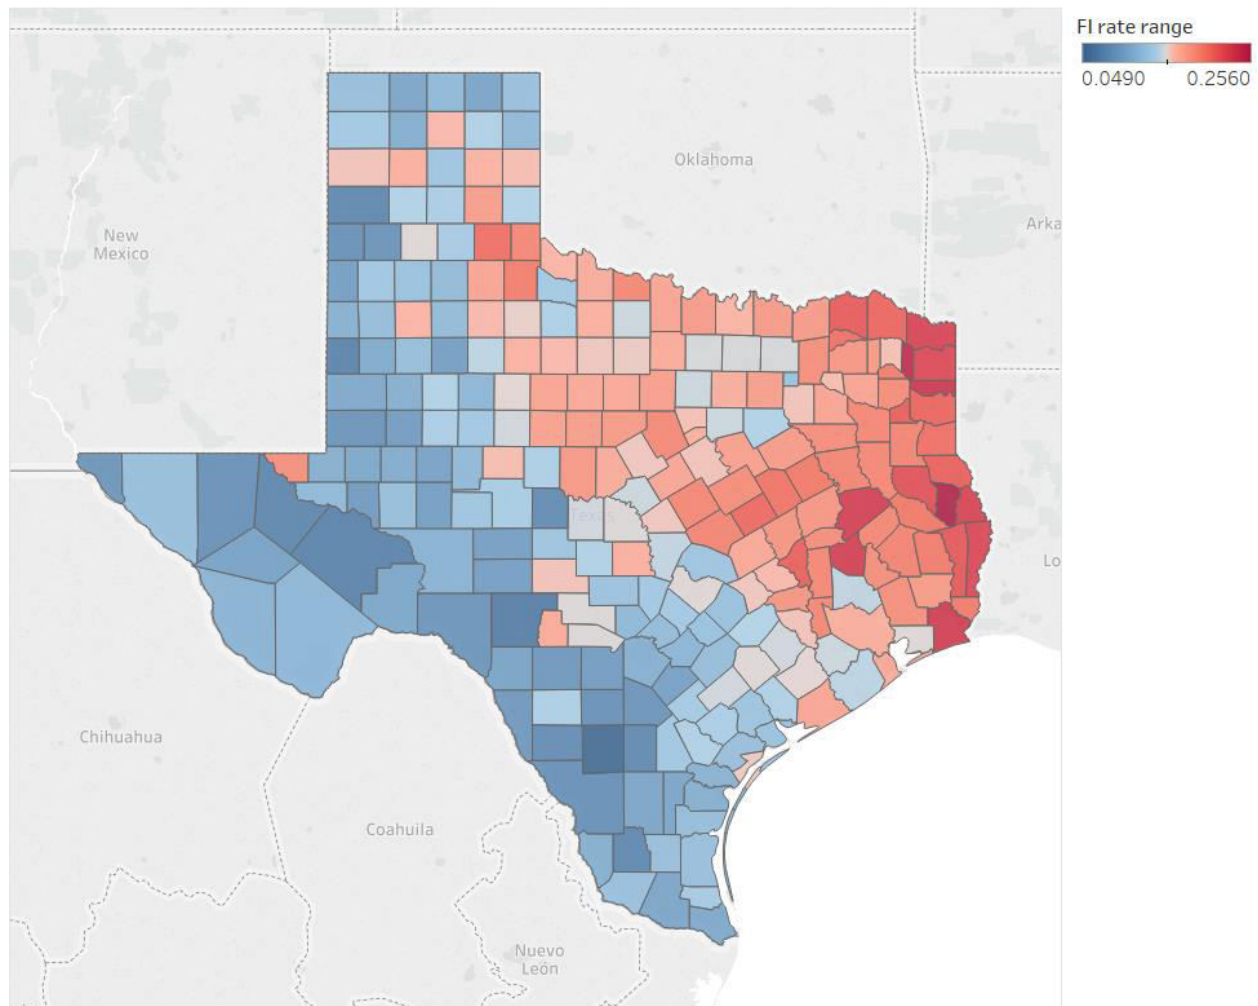 FI rate range
0.0490 0.2560
Oklahoma
New
Mexico
Arka
Texas
Lo
Chihuahua
Coahuila
Nuevo
León